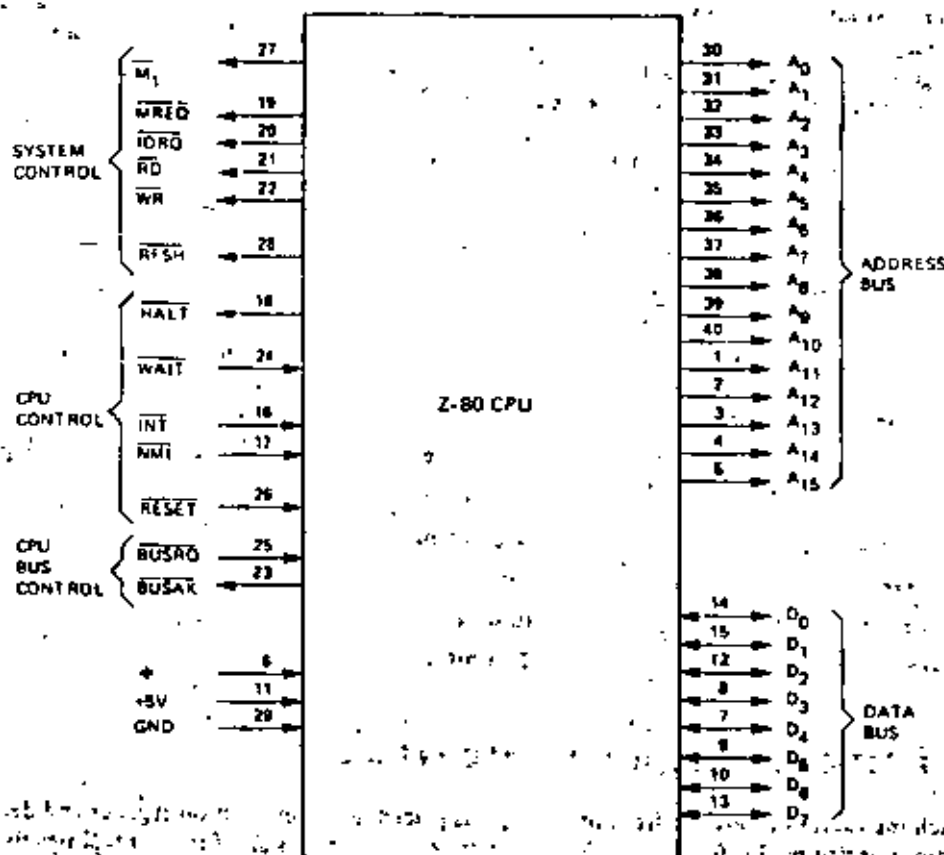 SYSTEM
CONTROL
M1 27
MREQ 19
IORQ 20
RD 21
WR 22
RFSH 28
CPU
CONTROL
HALT 18
WAIT 24
INT 16
NMI 17
RESET 26
CPU
BUS
CONTROL
BUSRQ 25
BUSAK 23
6
+5V 11
GND 29
Z-80 CPU
30 A0
31 A1
32 A2
33 A3
34 A4
35 A5
36 A6
37 A7
38 A8
39 A9
40 A10
1 A11
2 A12
3 A13
4 A14
5 A15
ADDRESS
BUS
14 D0
15 D1
12 D2
8 D3
7 D4
9 D5
10 D6
13 D7
DATA
BUS